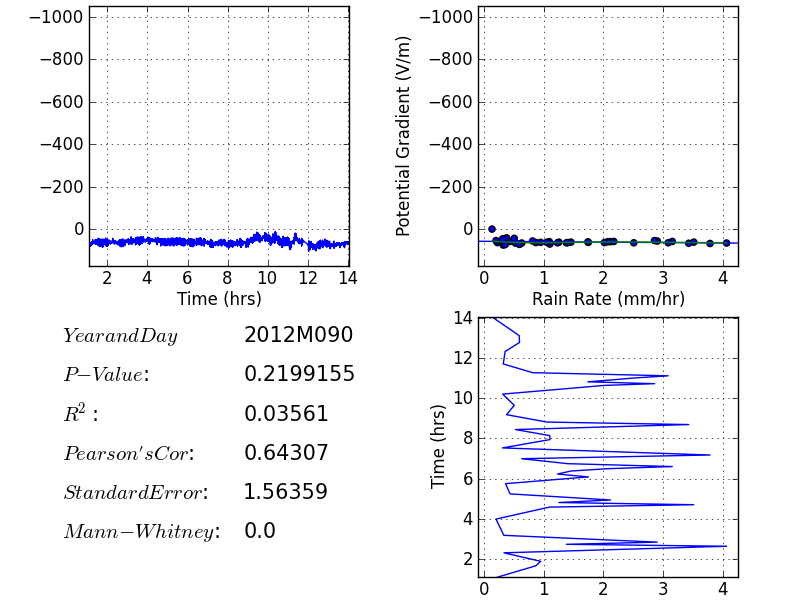 −1000
−800
−600
−400
−200
0
2 4 6 8 10 12 14
Time (hrs)
Potential Gradient (V/m)
−1000
−800
−600
−400
−200
0
0 1 2 3 4
Rain Rate (mm/hr)
YearandDay 2012M090
P−Value: 0.2199155
R²: 0.03561
Pearson'sCor: 0.64307
StandardError: 1.56359
Mann−Whitney: 0.0
Time (hrs)
14
12
10
8
6
4
2
0 1 2 3 4